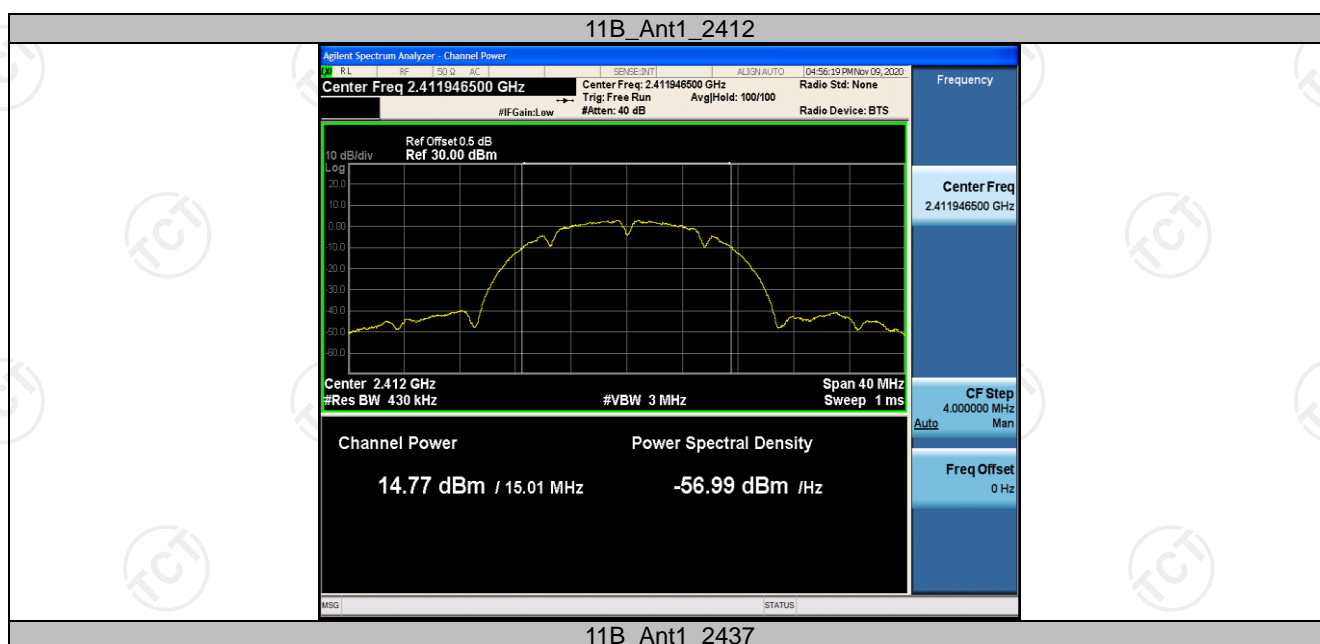 11B_Ant1_2412
Agilent Spectrum Analyzer - Channel Power
RL RF 50 Ω AC SENSE:INT ALIGN AUTO 04:56:19 PM Nov 09, 2020
Center Freq 2.411946500 GHz
Center Freq: 2.411946500 GHz
Radio Std: None
Trig: Free Run Avg|Hold: 100/100
#IFGain:Low #Atten: 40 dB Radio Device: BTS
Frequency
Ref Offset 0.5 dB
10 dB/div Ref 30.00 dBm
Log
20.0
10.0
0.00
-10.0
-20.0
-30.0
-40.0
-50.0
-60.0
Center 2.412 GHz Span 40 MHz
#Res BW 430 kHz #VBW 3 MHz Sweep 1 ms
Center Freq
2.411946500 GHz
CF Step
4.000000 MHz
Auto Man
Freq Offset
0 Hz
Channel Power Power Spectral Density
14.77 dBm / 15.01 MHz -56.99 dBm /Hz
MSG STATUS
11B_Ant1_2437
TCT
TCT
TCT
TCT